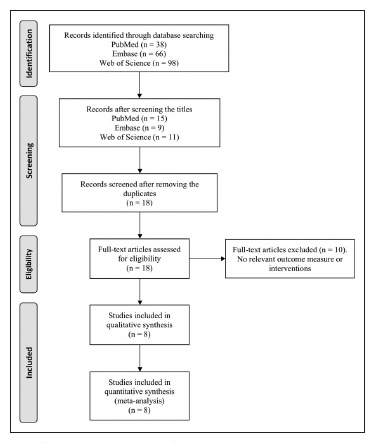 Identification
Records identified through database searching
PubMed (n = 38)
Embase (n = 66)
Web of Science (n = 98)
Screening
Records after screening the titles
PubMed (n = 15)
Embase (n = 9)
Web of Science (n = 11)
Records screened after removing the
duplicates
(n = 18)
Eligibility
Full-text articles assessed
for eligibility
(n = 18)
Full-text articles excluded (n = 10).
No relevant outcome measure or
interventions
Included
Studies included in
qualitative synthesis
(n = 8)
Studies included in
quantitative synthesis
(meta-analysis)
(n = 8)